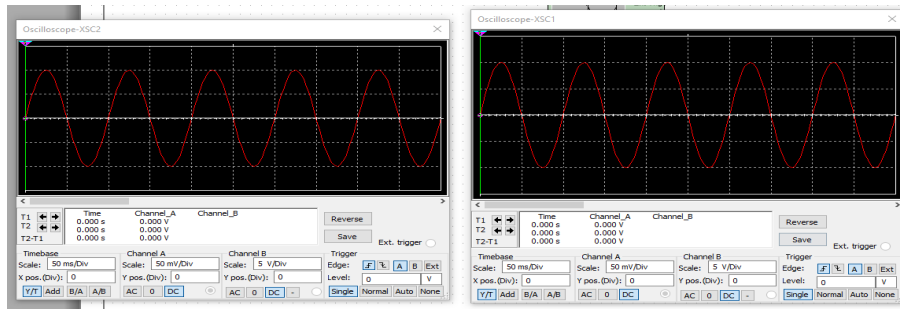 Oscilloscope-XSC2
T1
T2
T2-T1
Time Channel_A Channel_B
0.000 s 0.000 V
0.000 s 0.000 V
0.000 s 0.000 V
Reverse
Save
Ext. trigger
Timebase
Scale: 50 ms/Div
X pos.(Div): 0
Y/T Add B/A A/B
Channel A
Scale: 50 mV/Div
Y pos.(Div): 0
AC 0 DC
Channel B
Scale: 5 V/Div
Y pos.(Div): 0
AC 0 DC -
Trigger
Edge: A B Ext
Level: 0 V
Single Normal Auto None
Oscilloscope-XSC1
T1
T2
T2-T1
Time Channel_A Channel_B
0.000 s 0.000 V
0.000 s 0.000 V
0.000 s 0.000 V
Reverse
Save
Ext. trigger
Timebase
Scale: 50 ms/Div
X pos.(Div): 0
Y/T Add B/A A/B
Channel A
Scale: 50 mV/Div
Y pos.(Div): 0
AC 0 DC
Channel B
Scale: 5 V/Div
Y pos.(Div): 0
AC 0 DC -
Trigger
Edge: A B Ext
Level: 0 V
Single Normal Auto None